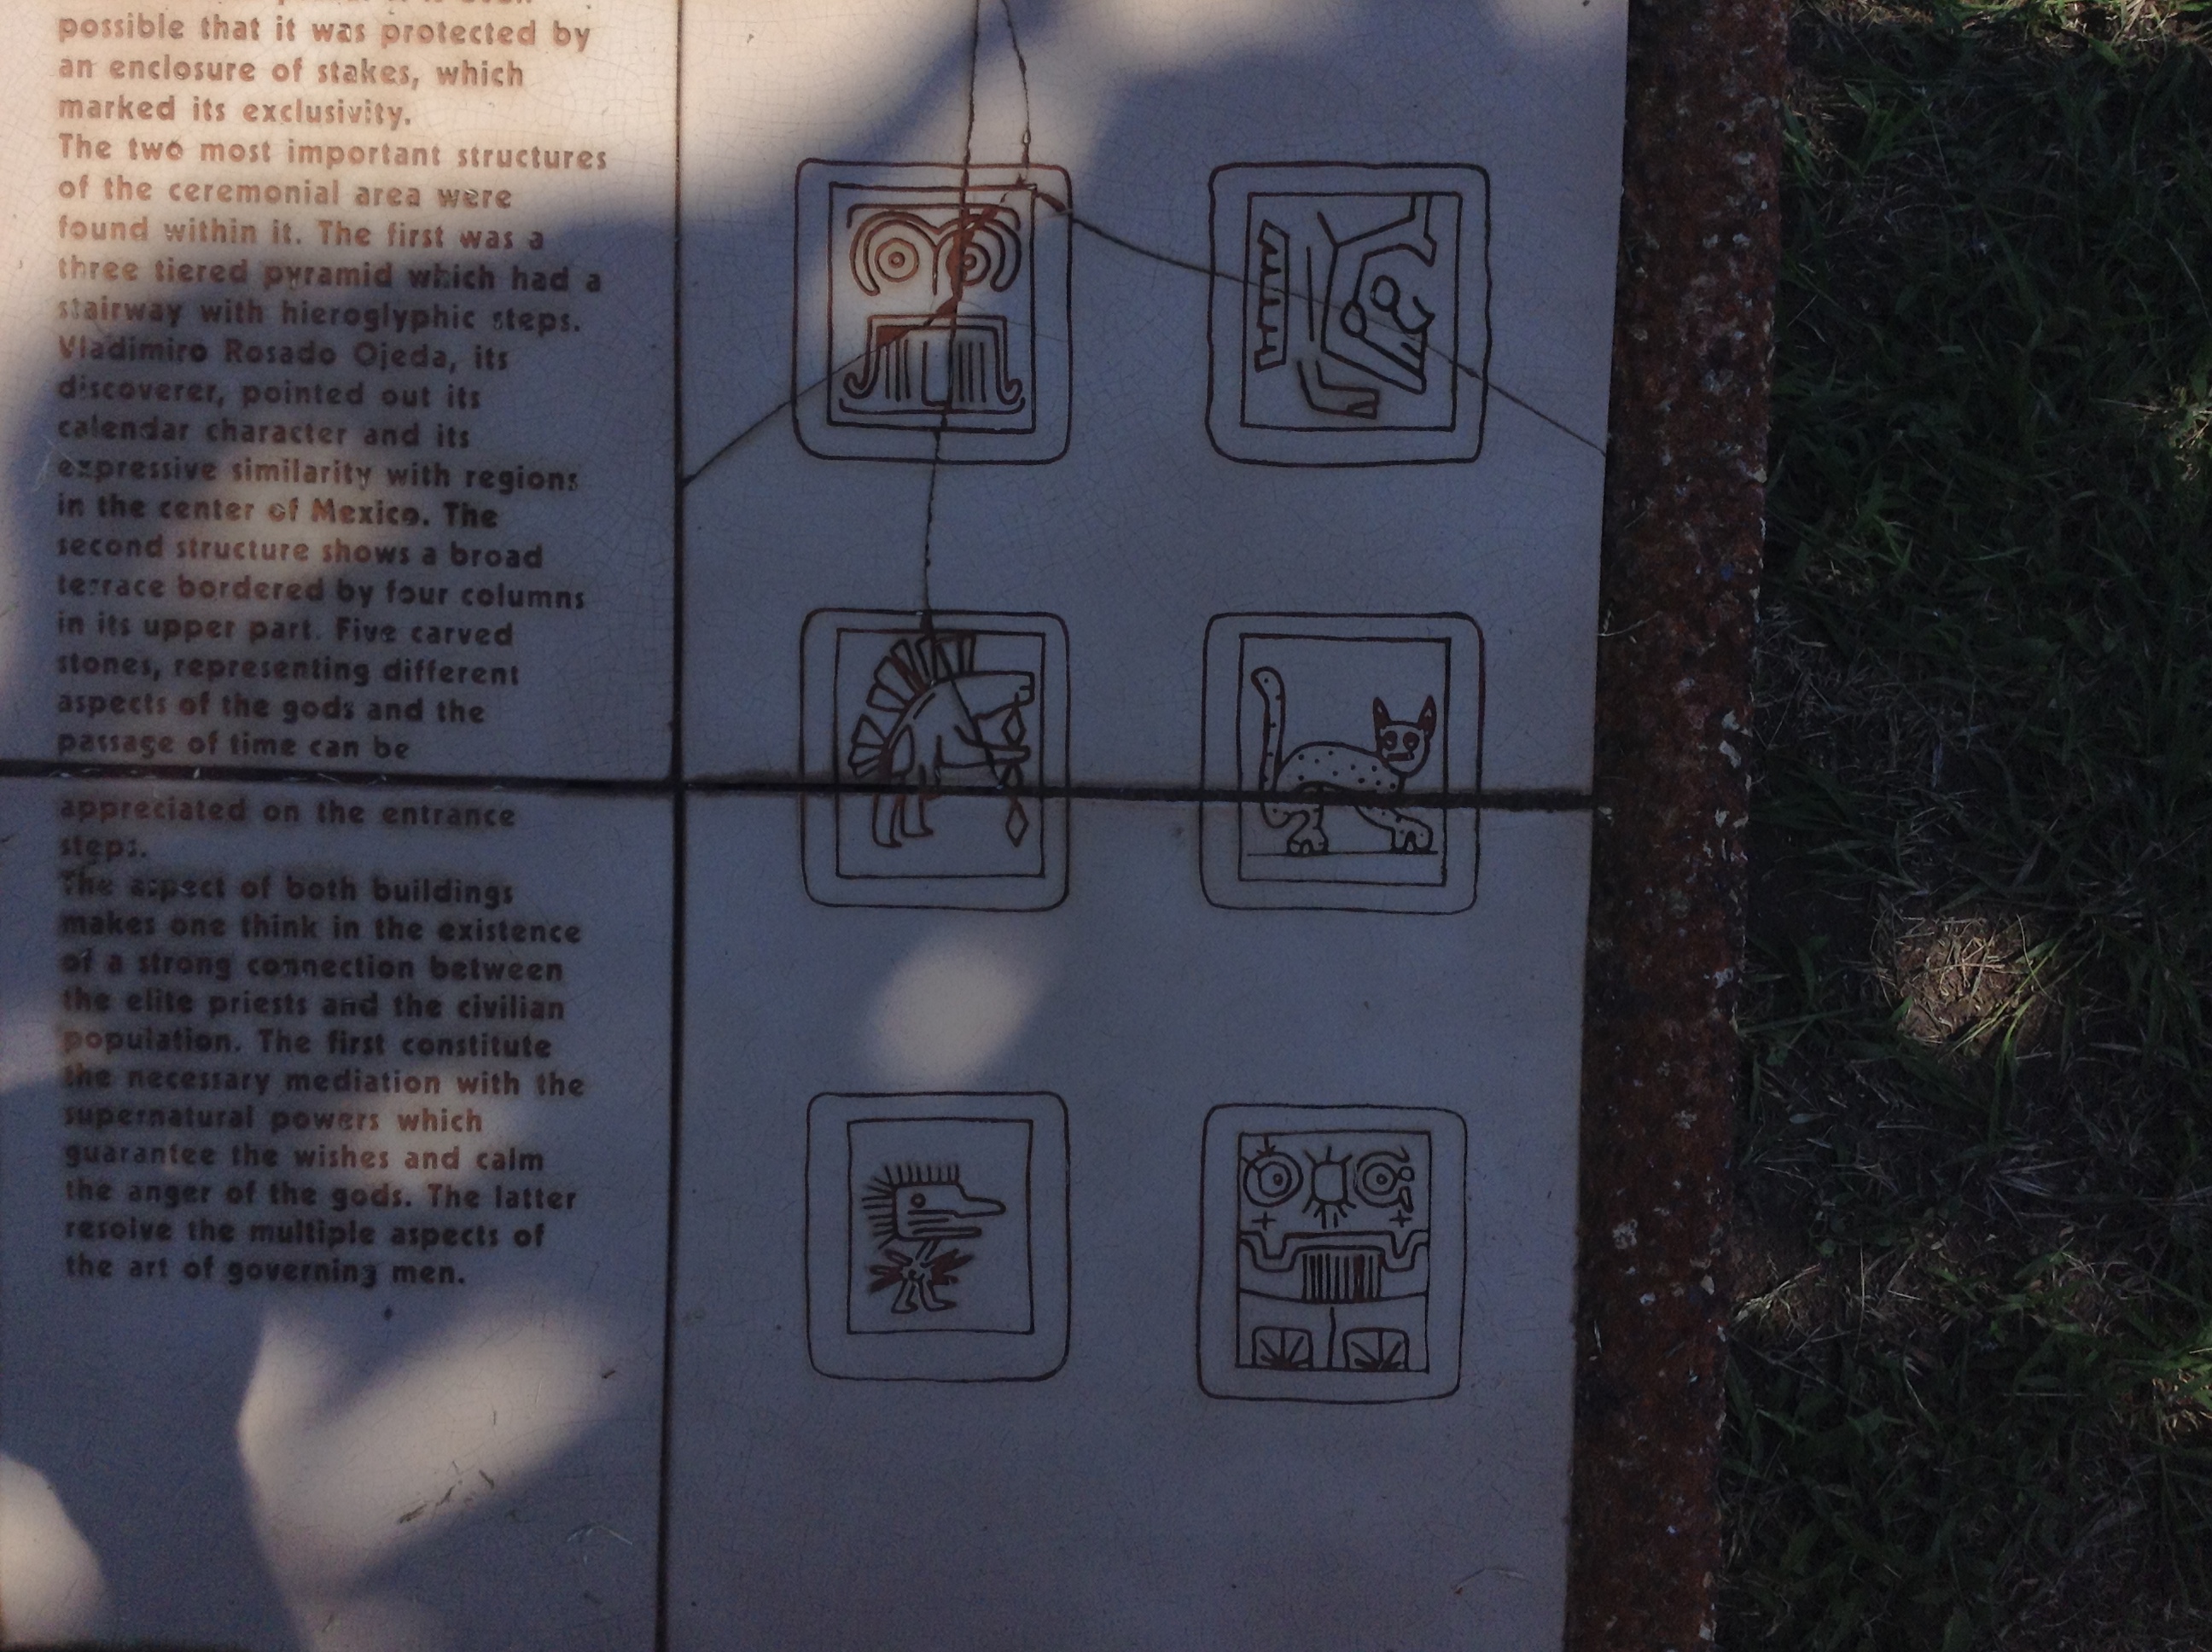 possible that it was protected by
an enclosure of stakes, which
marked its exclusivity.
The two most important structures
of the ceremonial area were
found within it. The first was a
three tiered pyramid which had a
stairway with hieroglyphic steps.
Vladimiro Rosado Ojeda, its
discoverer, pointed out its
calendar character and its
expressive similarity with regions
in the center of Mexico. The
second structure shows a broad
terrace bordered by four columns
in its upper part. Five carved
stones, representing different
aspects of the gods and the
passage of time can be
appreciated on the entrance
steps.
The aspect of both buildings
makes one think in the existence
of a strong connection between
the elite priests and the civilian
population. The first constitute
the necessary mediation with the
supernatural powers which
guarantee the wishes and calm
the anger of the gods. The latter
resolve the multiple aspects of
the art of governing men.